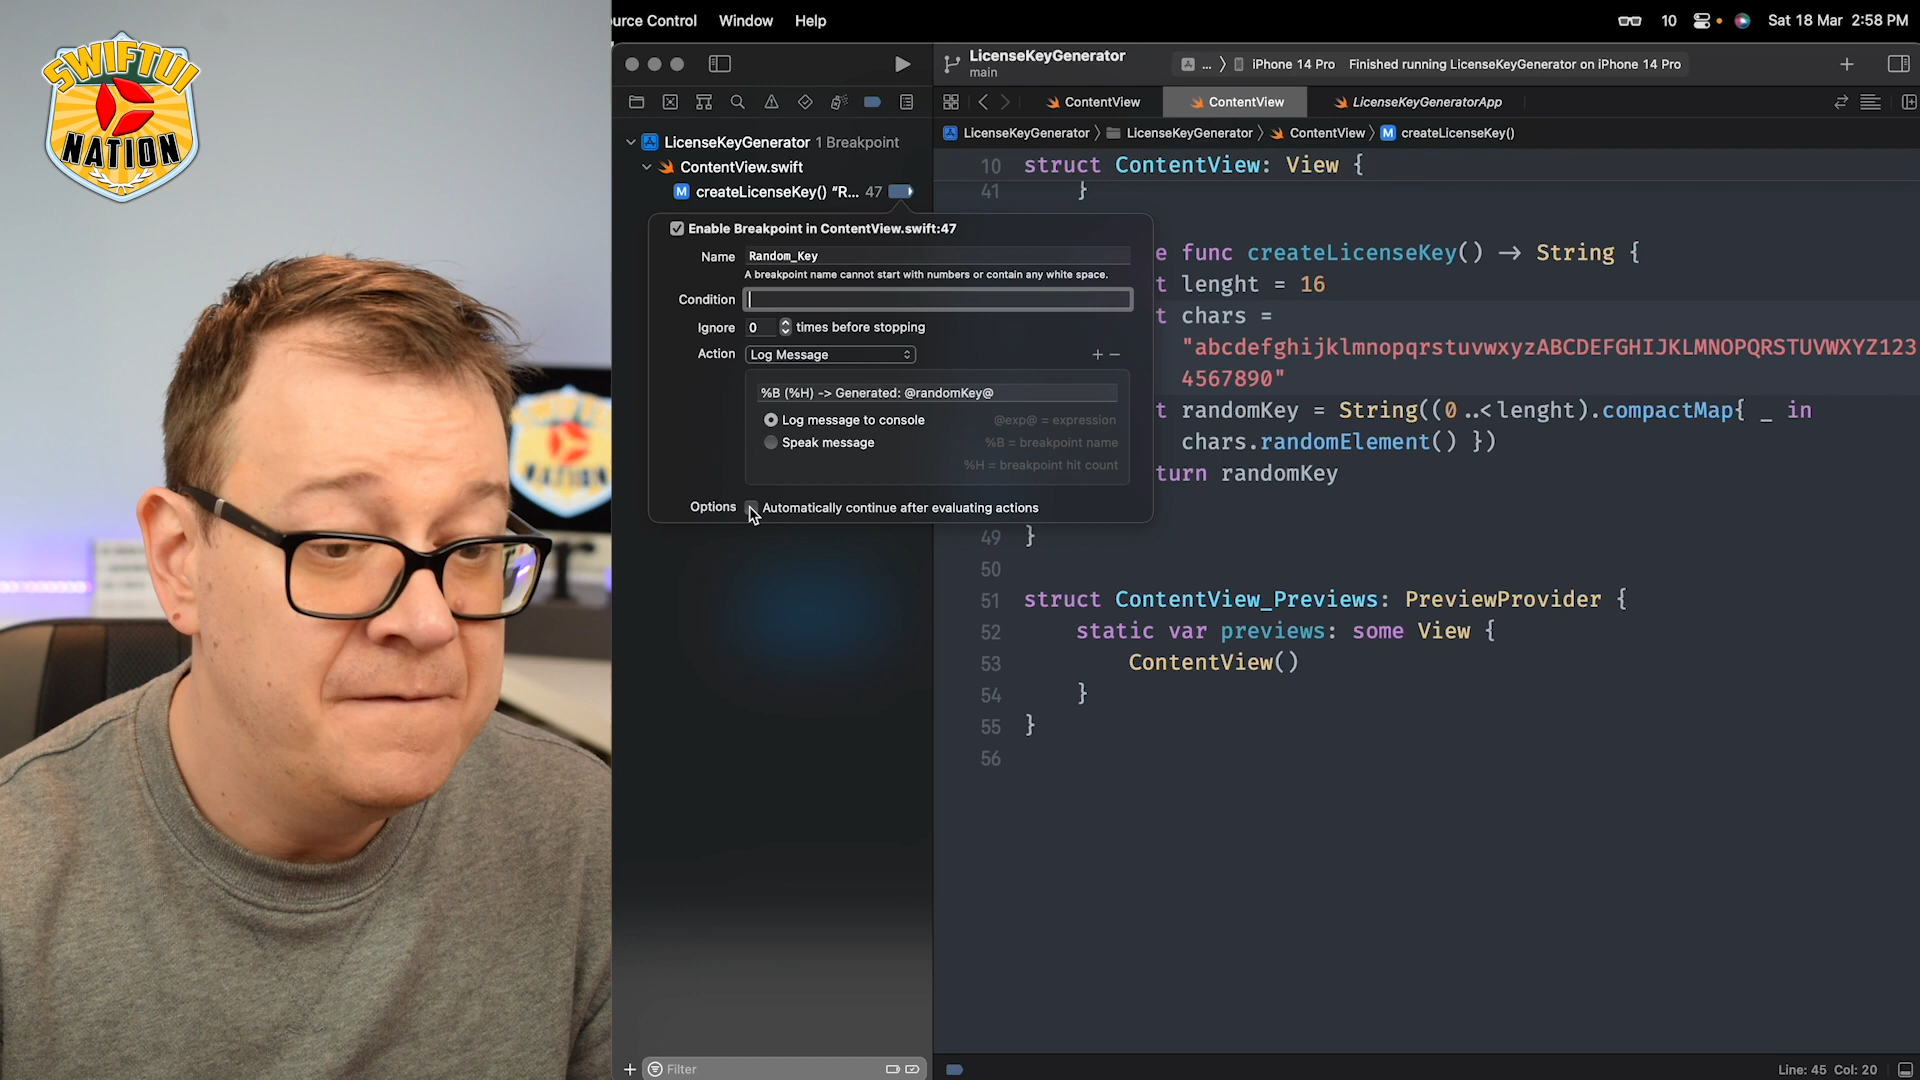 SWIFTUI
NATION
urce Control Window Help
10 Sat 18 Mar 2:58 PM
LicenseKeyGenerator
main
... iPhone 14 Pro Finished running LicenseKeyGenerator on iPhone 14 Pro
ContentView ContentView LicenseKeyGeneratorApp
LicenseKeyGenerator LicenseKeyGenerator ContentView M createLicenseKey()
LicenseKeyGenerator 1 Breakpoint
ContentView.swift
M createLicenseKey() “R... 47
Enable Breakpoint in ContentView.swift:47
Name Random_Key
A breakpoint name cannot start with numbers or contain any white space.
Condition
Ignore 0 times before stopping
Action Log Message + −
%B (%H) -> Generated: @randomKey@
Log message to console @exp@ = expression
Speak message %B = breakpoint name
%H = breakpoint hit count
Options Automatically continue after evaluating actions
10 struct ContentView: View {
41 }
e func createLicenseKey() → String {
t lenght = 16
t chars =
"abcdefghijklmnopqrstuvwxyzABCDEFGHIJKLMNOPQRSTUVWXYZ123
4567890"
t randomKey = String((0..<lenght).compactMap{ _ in
chars.randomElement() })
turn randomKey
49 }
50
51 struct ContentView_Previews: PreviewProvider {
52 static var previews: some View {
53 ContentView()
54 }
55 }
56
+ Filter
Line: 45 Col: 20